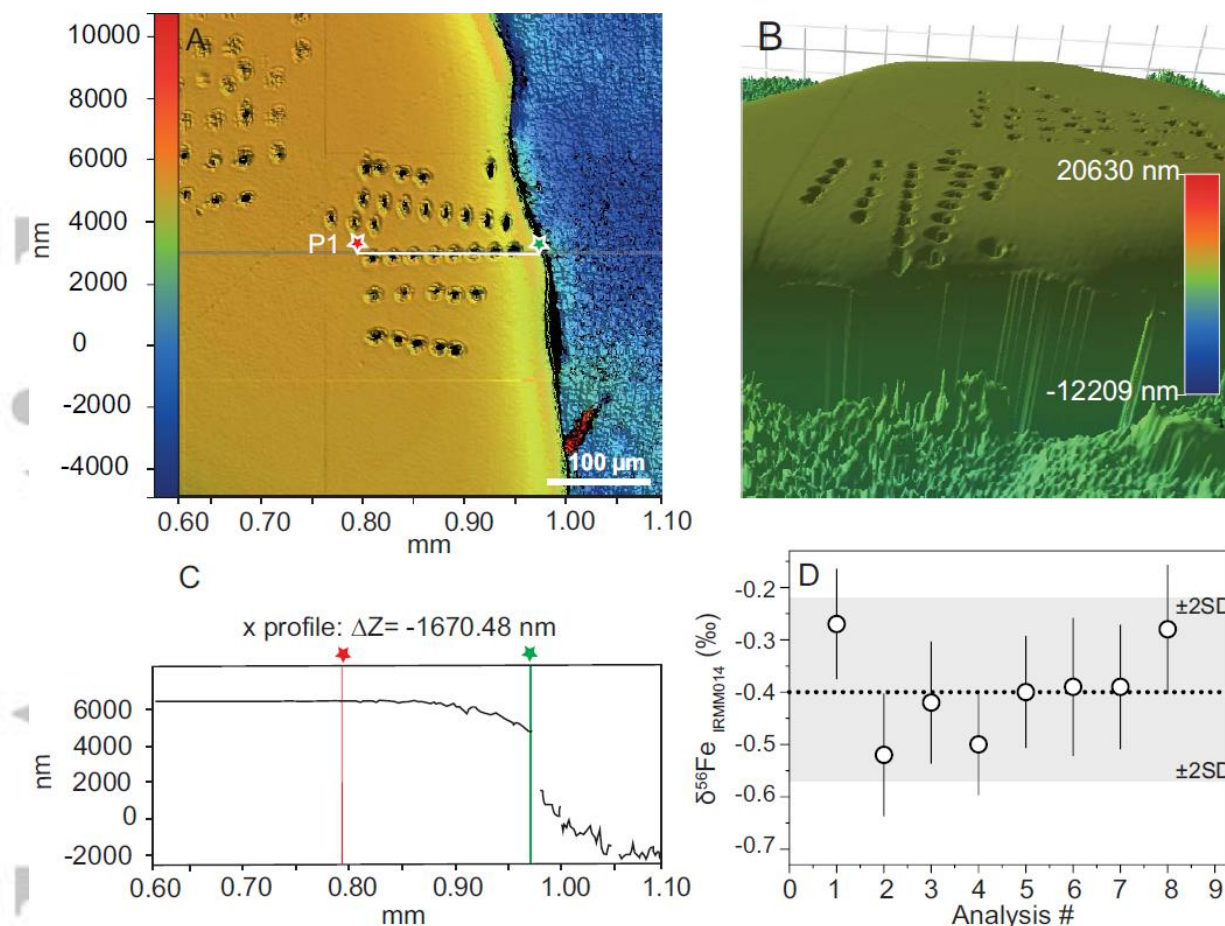 A
10000
8000
6000
4000
2000
0
-2000
-4000
nm
P1
100 µm
0.60 0.70 0.80 0.90 1.00 1.10
mm
B
20630 nm
-12209 nm
C
x profile: ΔZ= -1670.48 nm
6000
4000
2000
0
-2000
nm
0.60 0.70 0.80 0.90 1.00 1.10
mm
D
-0.2
-0.3
-0.4
-0.5
-0.6
-0.7
δ⁵⁶Fe IRMM014 (‰)
±2SD
±2SD
0 1 2 3 4 5 6 7 8 9
Analysis #